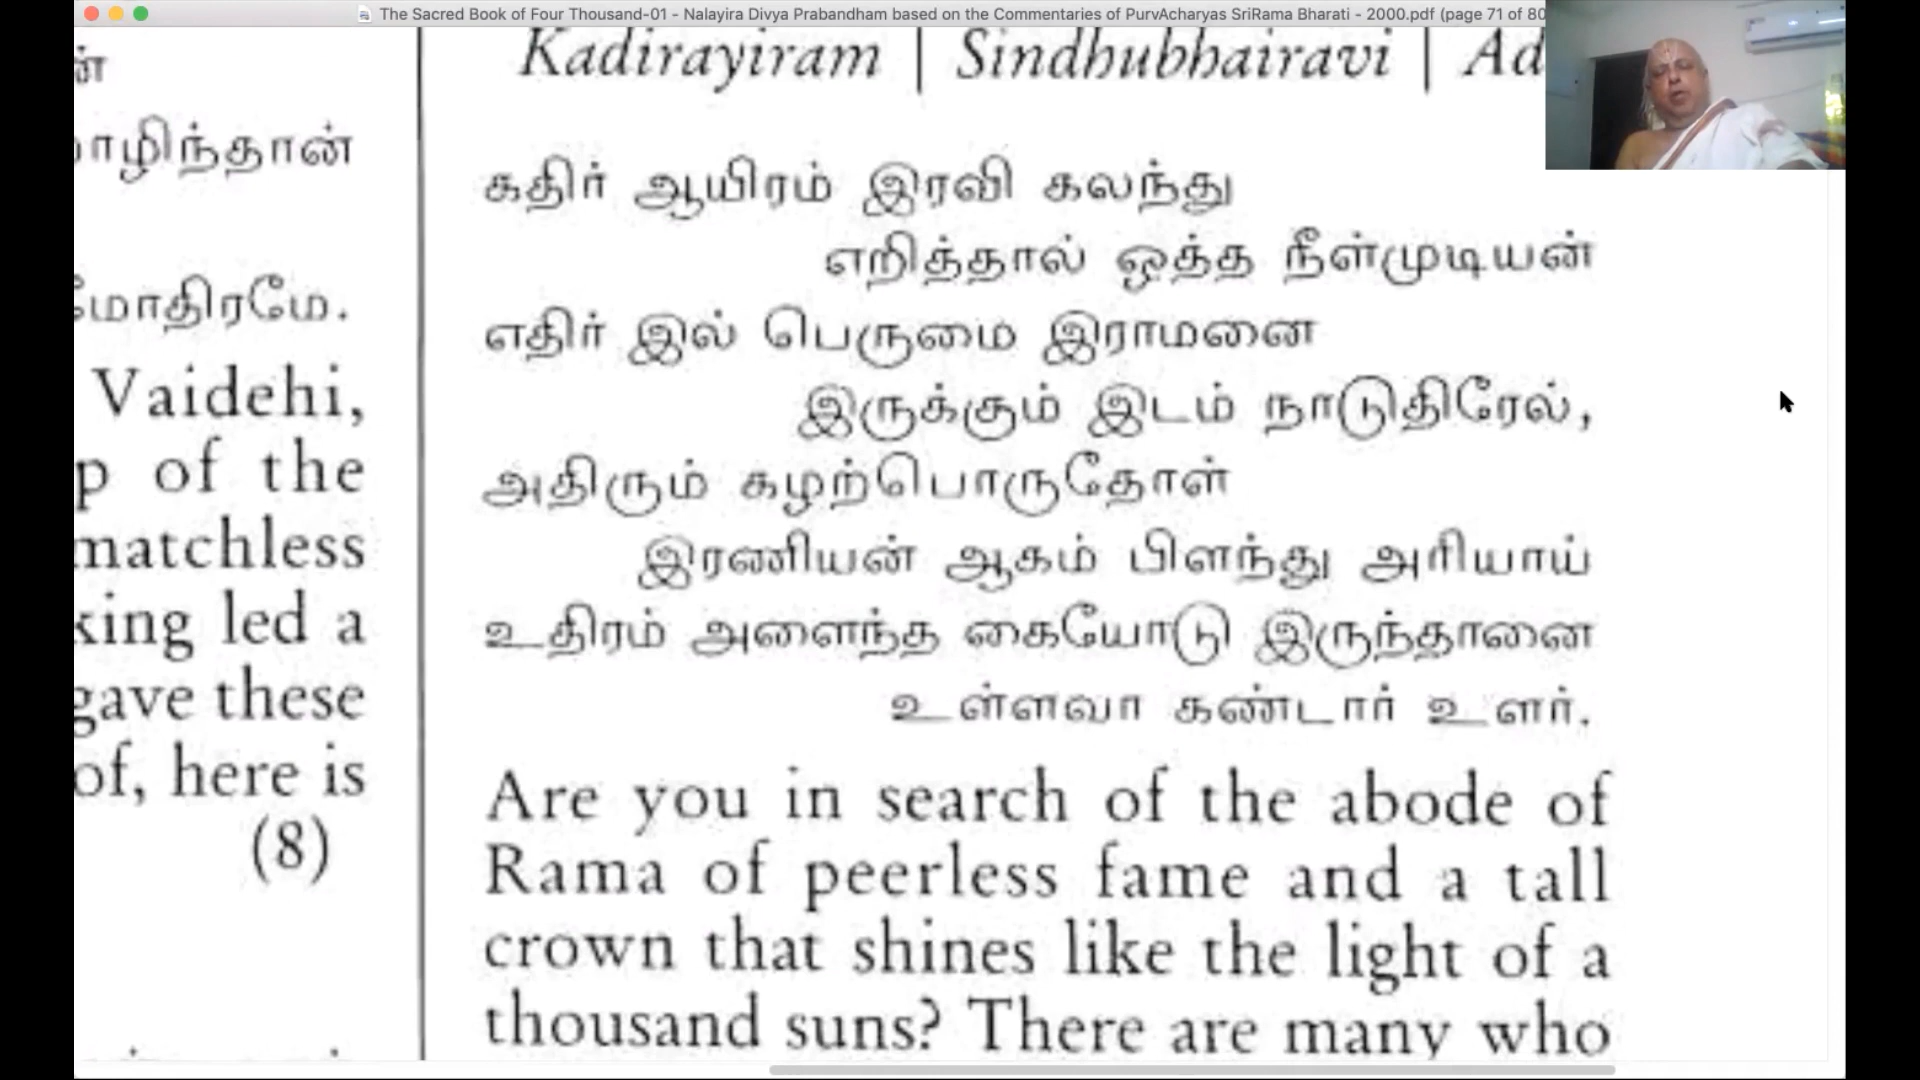 The Sacred Book of Four Thousand-01 - Nalayira Divya Prabandham based on the Commentaries of PurvAcharyas SriRama Bharati - 2000.pdf (page 71 of 80
ன்
ாழிந்தான்
மோதிரமே.
Vaidehi,
p of the
matchless
king led a
gave these
of, here is
(8)
Kadirayiram | Sindhubhairavi | Ad
கதிர் ஆயிரம் இரவி கலந்து
எறித்தால் ஒத்த நீள்முடியன்
எதிர் இல் பெருமை இராமனை
இருக்கும் இடம் நாடுதிரேல்,
அதிரும் கழற்பொருதோள்
இரணியன் ஆகம் பிளந்து அரியாய்
உதிரம் அளைந்த கையோடு இருந்தானை
உள்ளவா கண்டார் உளர்.
Are you in search of the abode of
Rama of peerless fame and a tall
crown that shines like the light of a
thousand suns? There are many who